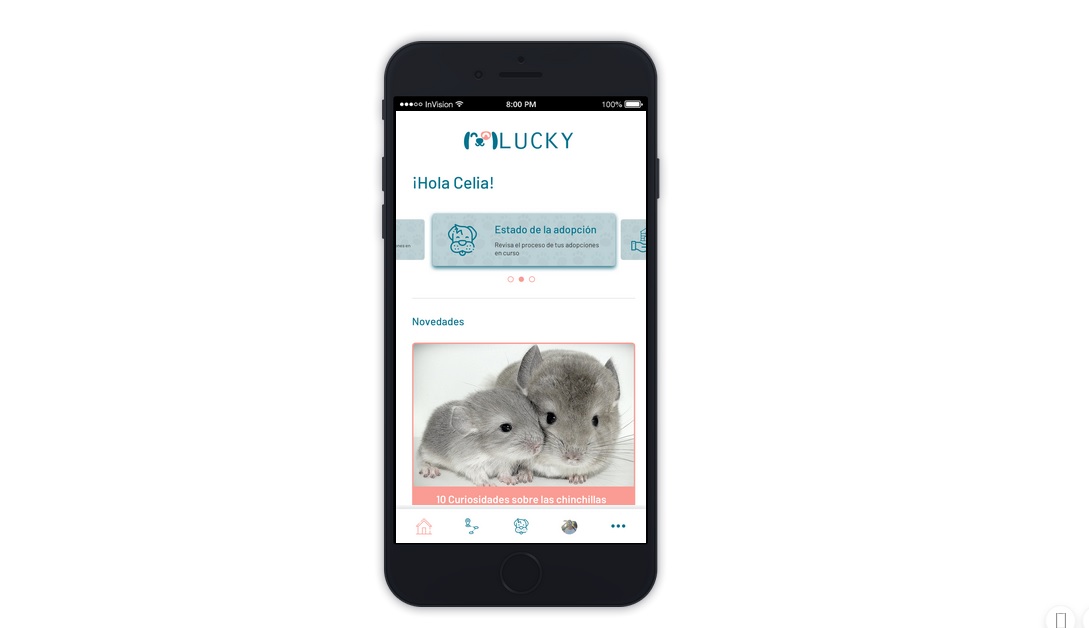 InVision
8:00 PM
100%
LUCKY
¡Hola Celia!
Estado de la adopción
Revisa el proceso de tus adopciones
en curso
Novedades
10 Curiosidades sobre las chinchillas